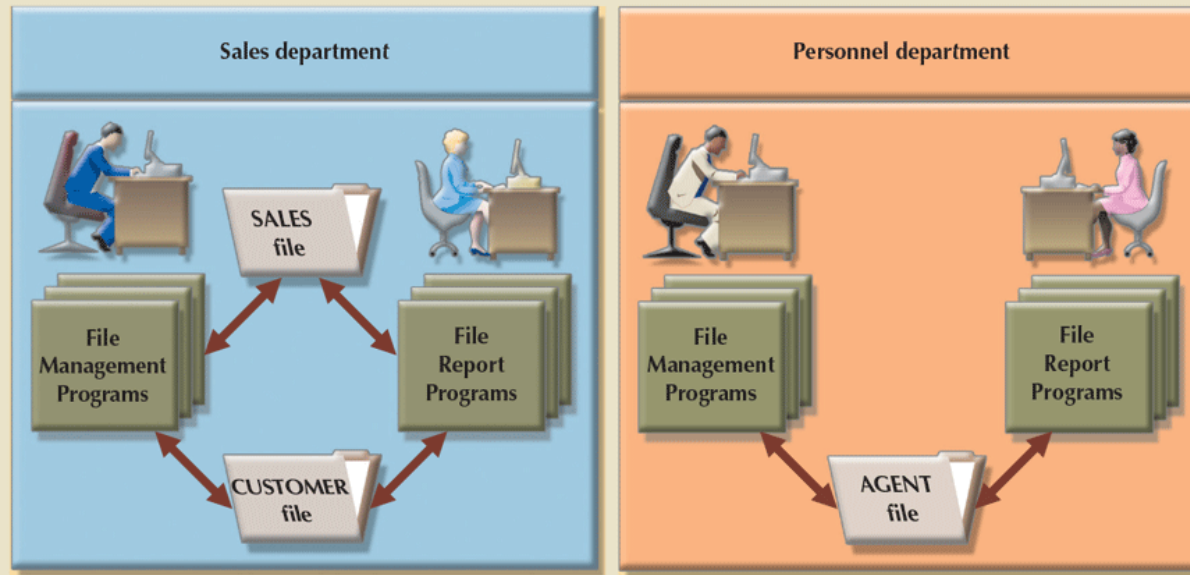 Sales department
SALES
file
File
Management
Programs
File
Report
Programs
CUSTOMER
file
Personnel department
File
Management
Programs
File
Report
Programs
AGENT
file